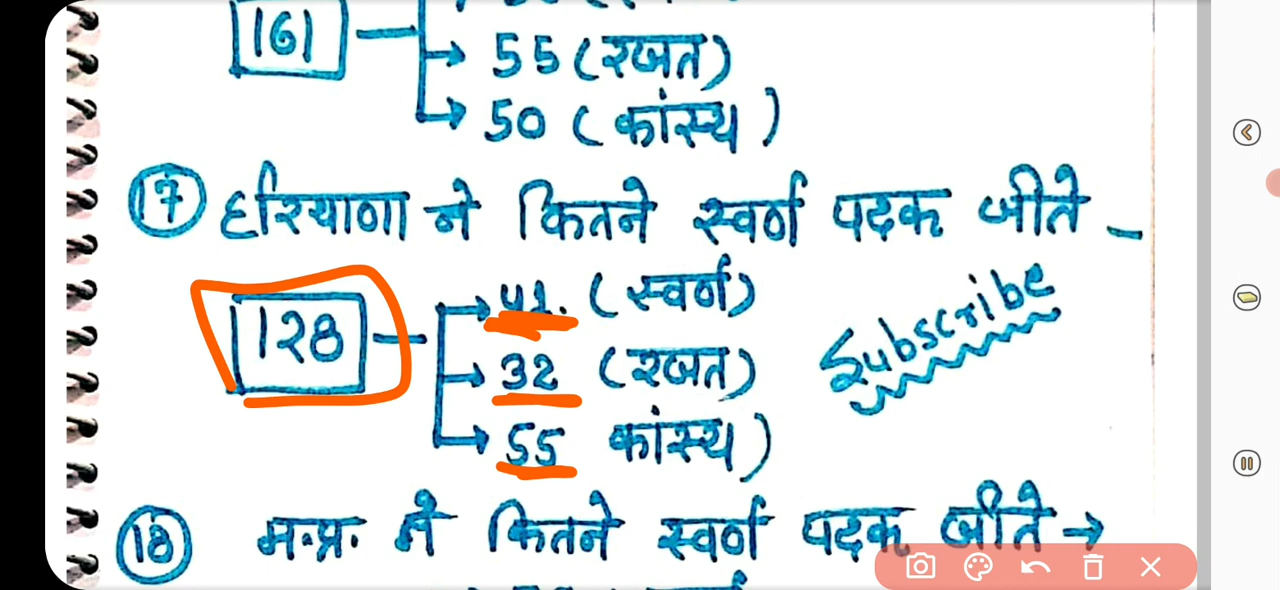 161
55 (रजत)
50 (कांस्य)
17 हरियाणा ने कितने स्वर्ण पदक जीते -
128
41. (स्वर्ण)
32 (रजत)
55 कांस्य)
Subscribe
18 म.प्र. ने कितने स्वर्ण पदक जीते →